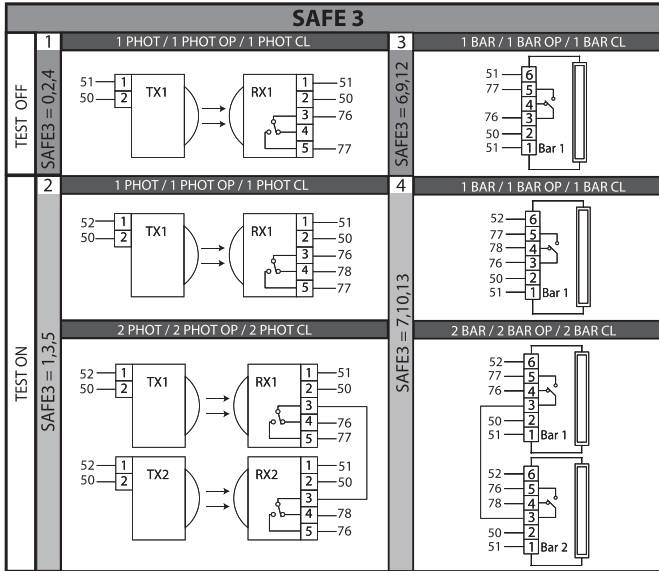 SAFE 3
TEST OFF
1
1 PHOT / 1 PHOT OP / 1 PHOT CL
SAFE3 = 0,2,4
51 1 TX1 RX1 1 51
50 2 2 50
3 76
4
5 77
3
1 BAR / 1 BAR OP / 1 BAR CL
SAFE3 = 6,9,12
51 6
77 5
4
76 3
50 2
51 1 Bar 1
TEST ON
2
1 PHOT / 1 PHOT OP / 1 PHOT CL
SAFE3 = 1,3,5
52 1 TX1 RX1 1 51
50 2 2 50
3 76
4 78
5 77
2 PHOT / 2 PHOT OP / 2 PHOT CL
52 1 TX1 RX1 1 51
50 2 2 50
3
4 76
5 77
52 1 TX2 RX2 1 51
50 2 2 50
3
4 78
5 76
4
1 BAR / 1 BAR OP / 1 BAR CL
SAFE3 = 7,10,13
52 6
77 5
78 4
76 3
50 2
51 1 Bar 1
2 BAR / 2 BAR OP / 2 BAR CL
52 6
77 5
76 4
3
50 2
51 1 Bar 1
52 6
76 5
78 4
3
50 2
51 1 Bar 2